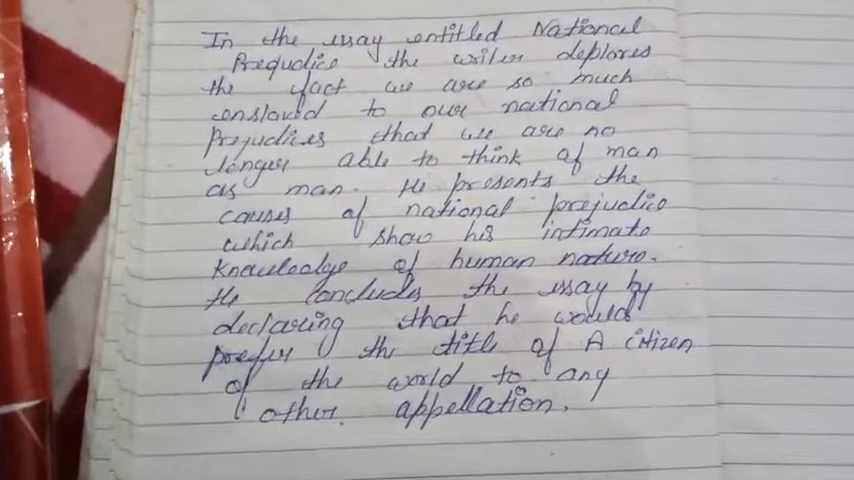 In the essay entitled National
Prequdice the writer deplores
the fact we are so much
enslaved to our national
prejudices that we are no
longer able to think of man
as man. He presents the
causes of national prejudice
which show his intimate
knowledge of human nature.
He concludes the essay by
declaring that he would
prefer the title of A citizen
of the world to any
other. appellation.